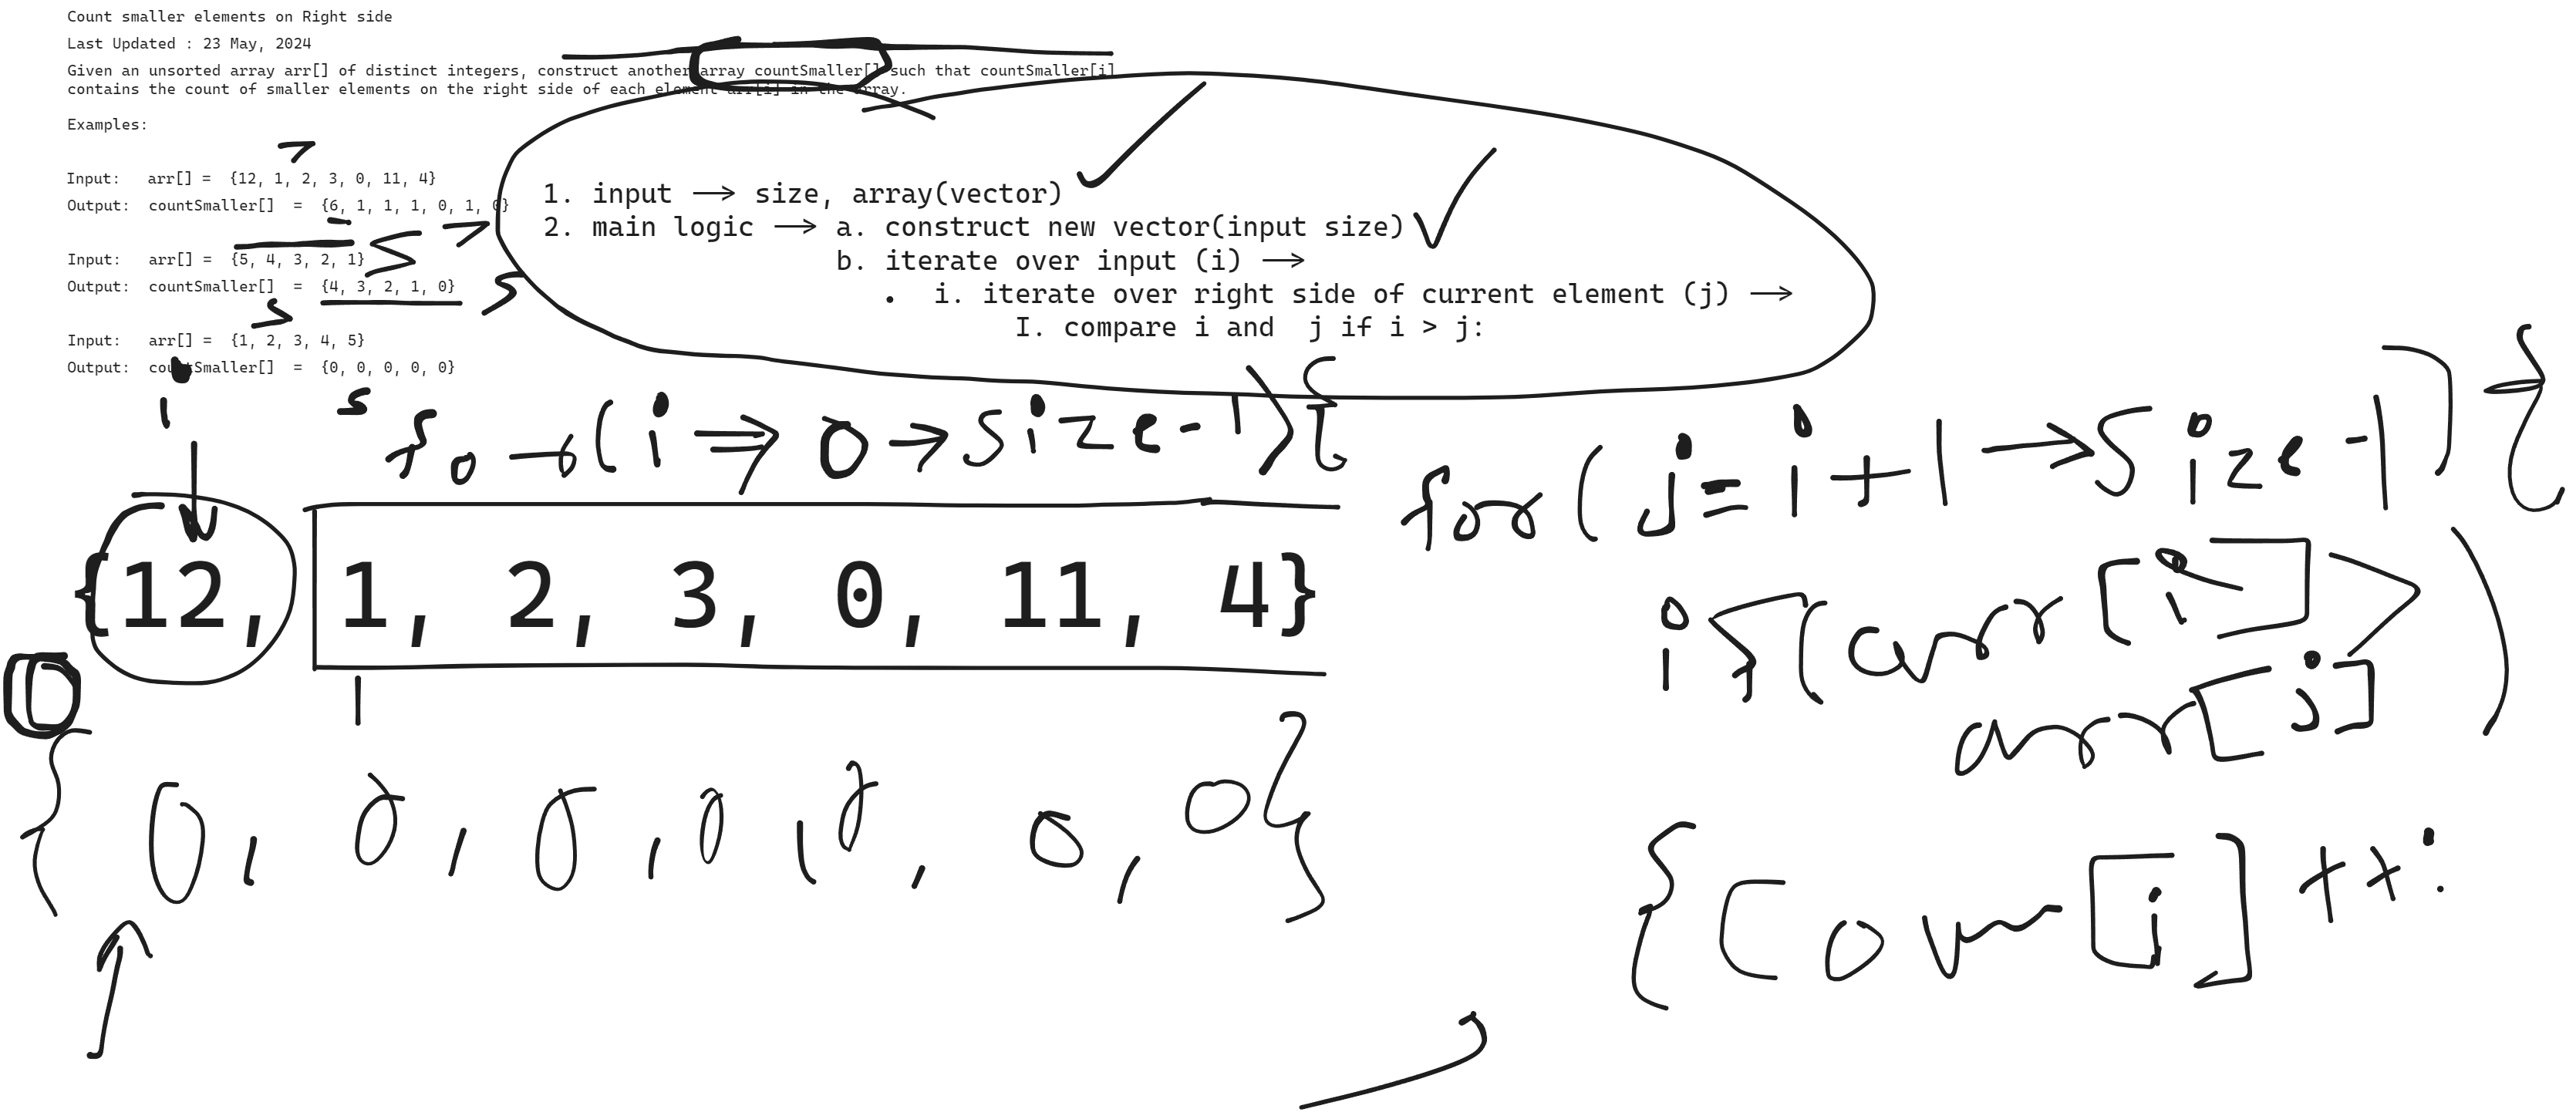 Count smaller elements on Right side
Last Updated : 23 May, 2024
Given an unsorted array arr[] of distinct integers, construct another array countSmaller[] such that countSmaller[i]
contains the count of smaller elements on the right side of each element arr[i] in the array.
Examples:
7
Input: arr[] = {12, 1, 2, 3, 0, 11, 4}
Output: countSmaller[] = {6, 1, 1, 1, 0, 1, 0}
7
5
Input: arr[] = {5, 4, 3, 2, 1}
Output: countSmaller[] = {4, 3, 2, 1, 0}
5
5
Input: arr[] = {1, 2, 3, 4, 5}
Output: countSmaller[] = {0, 0, 0, 0, 0}
5
1. input → size, array(vector)
2. main logic → a. construct new vector(input size)
b. iterate over input (i) →
i. iterate over right side of current element (j) →
I. compare i and j if i > j:
i
for(i ⇒ 0 → size-1){
for(j = i+1 → size-1){
{12, 1, 2, 3, 0, 11, 4}
if(arr[i] >
arr[j])
0
{0, 0, 0, 0, 0, 0, 0}
{Coun[i]++;